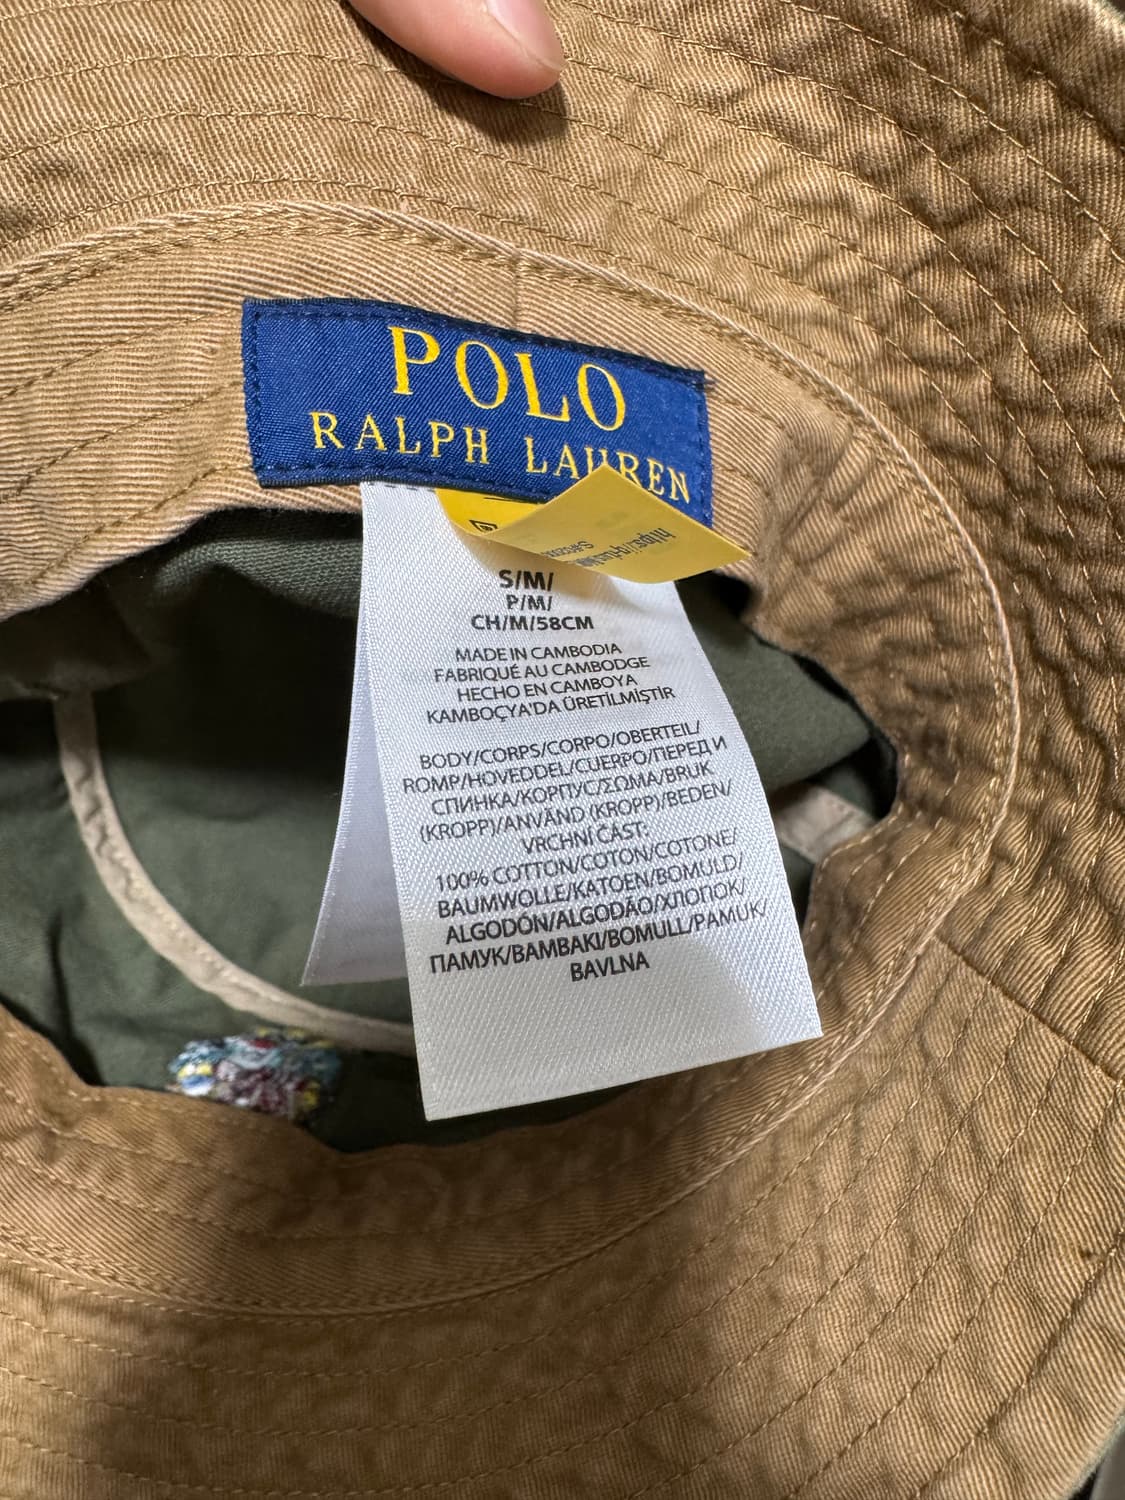 POLO
RALPH LAUREN
S/M/
P/M/
CH/M/58CM
MADE IN CAMBODIA
FABRIQUÉ AU CAMBODGE
HECHO EN CAMBOYA
KAMBOÇYA'DA ÜRETİLMİŞTİR
BODY/CORPS/CORPO/OBERTEIL/
ROMP/HOVEDDEL/CUERPO/ПЕРЕД И
СПИНКА/КОРПУС/ΣΩΜΑ/BRUK
(KROPP)/ANVÄND (KROPP)/BEDEN/
VRCHNÍ ČÁST:
100% COTTON/COTON/COTONE/
BAUMWOLLE/KATOEN/BOMULD/
ALGODÓN/ALGODÃO/ХЛОПОК/
ПАМУК/BAMBAKI/BOMULL/PAMUK/
BAVLNA